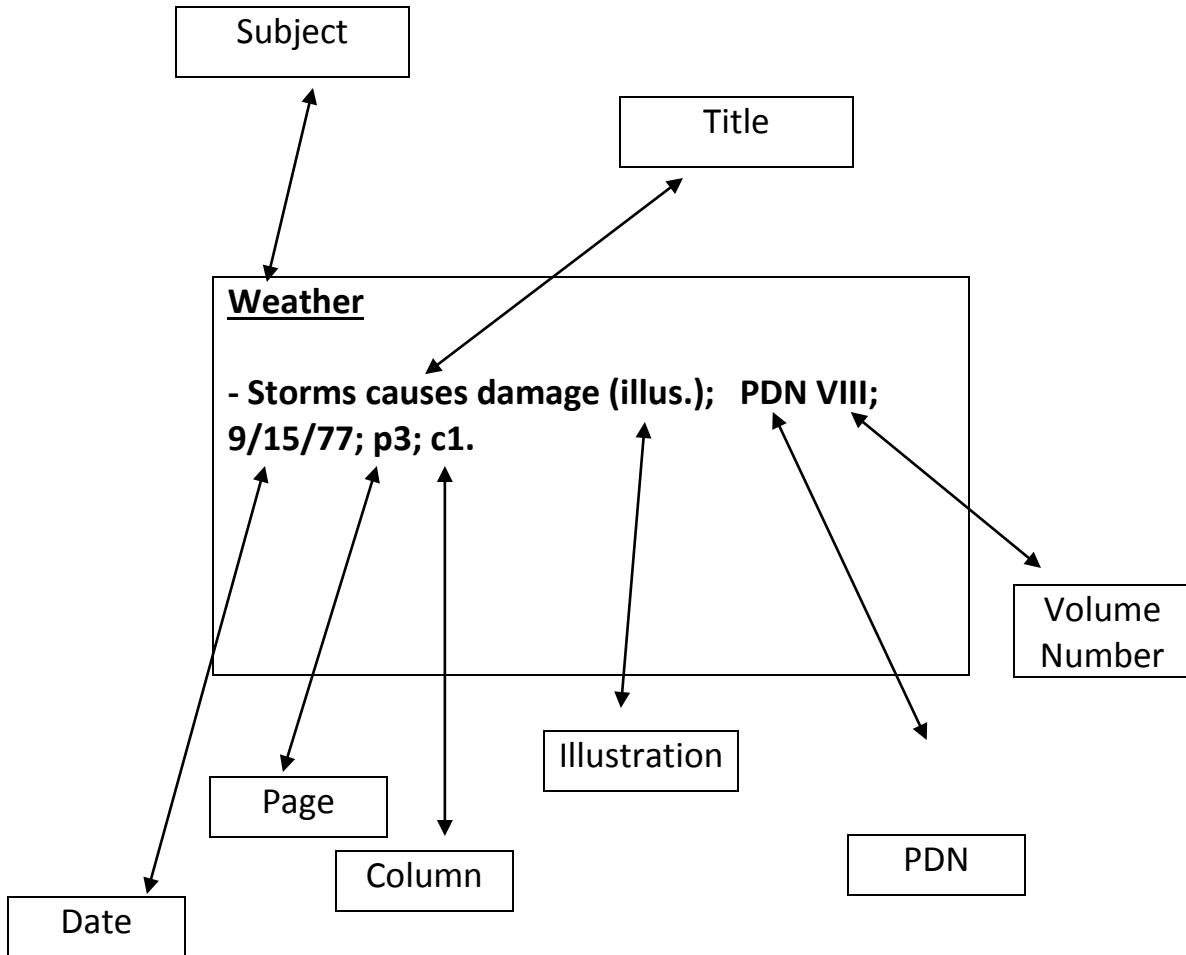 Subject
Title
Weather
- Storms causes damage (illus.); PDN VIII;
9/15/77; p3; c1.
Volume
Number
Illustration
Page
PDN
Column
Date